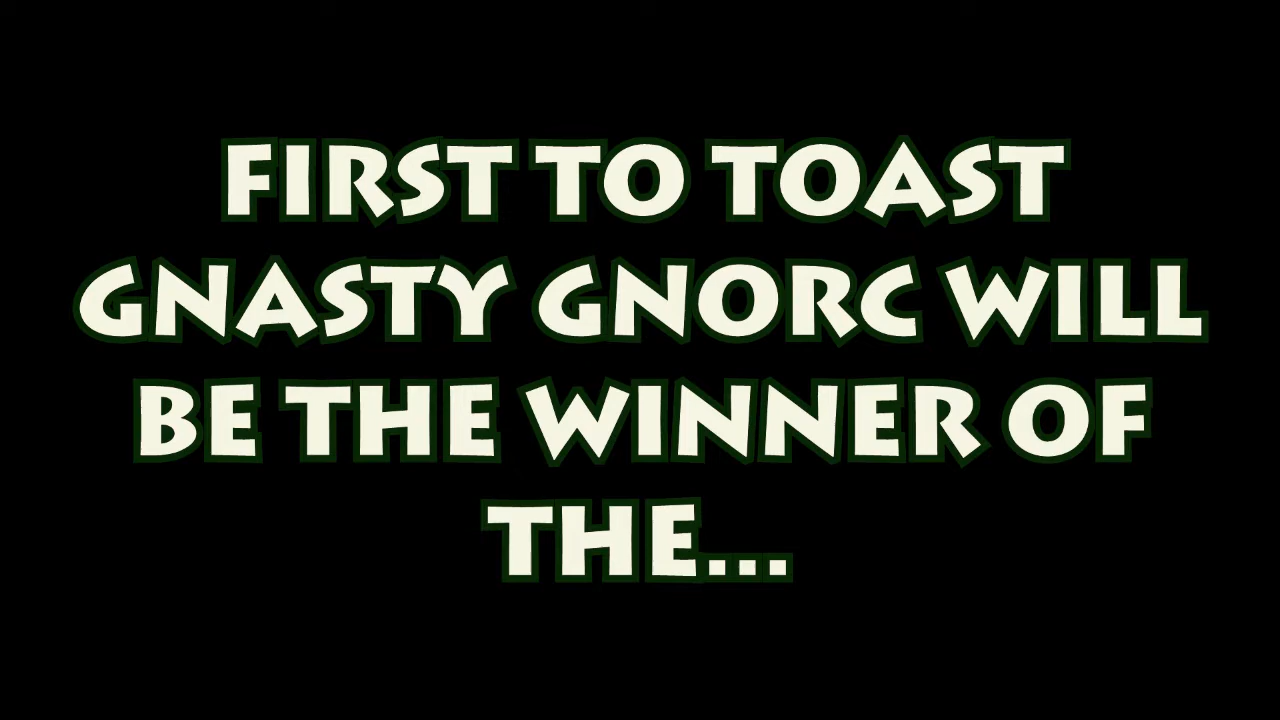 FIRST TO TOAST
GNASTY GNORC WILL
BE THE WINNER OF
THE...